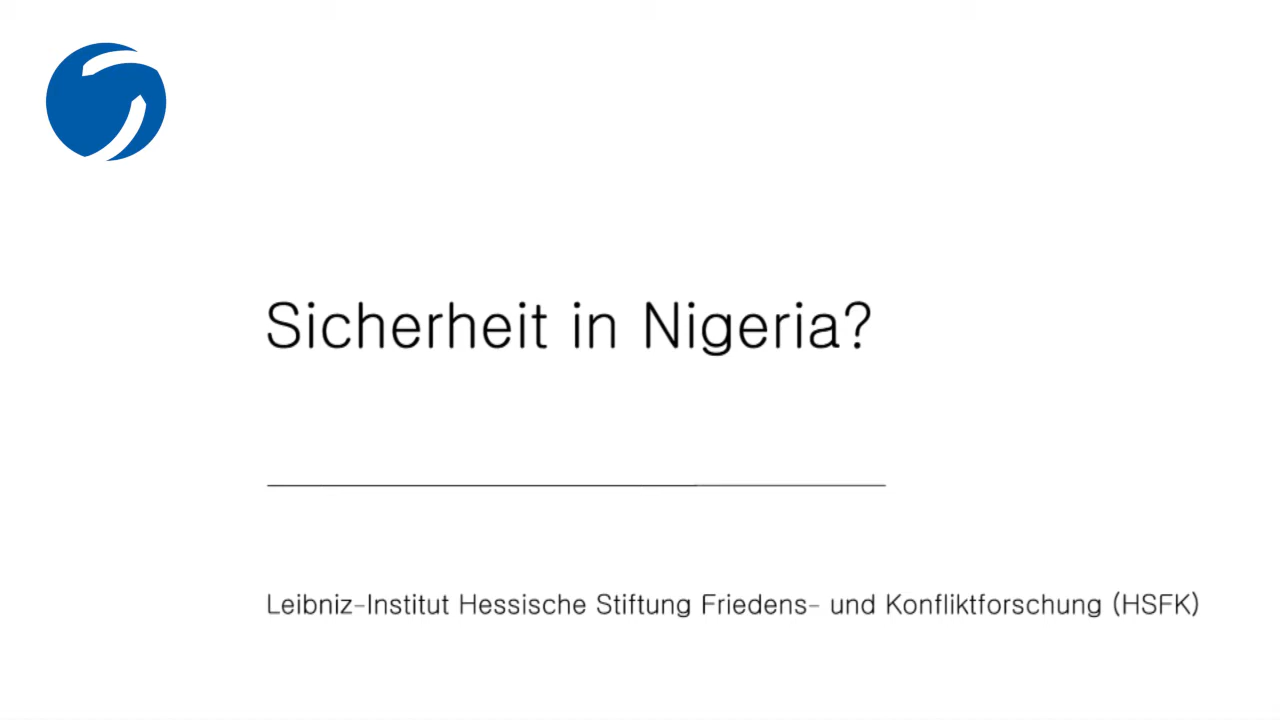 Sicherheit in Nigeria?
Leibniz-Institut Hessische Stiftung Friedens- und Konfliktforschung (HSFK)